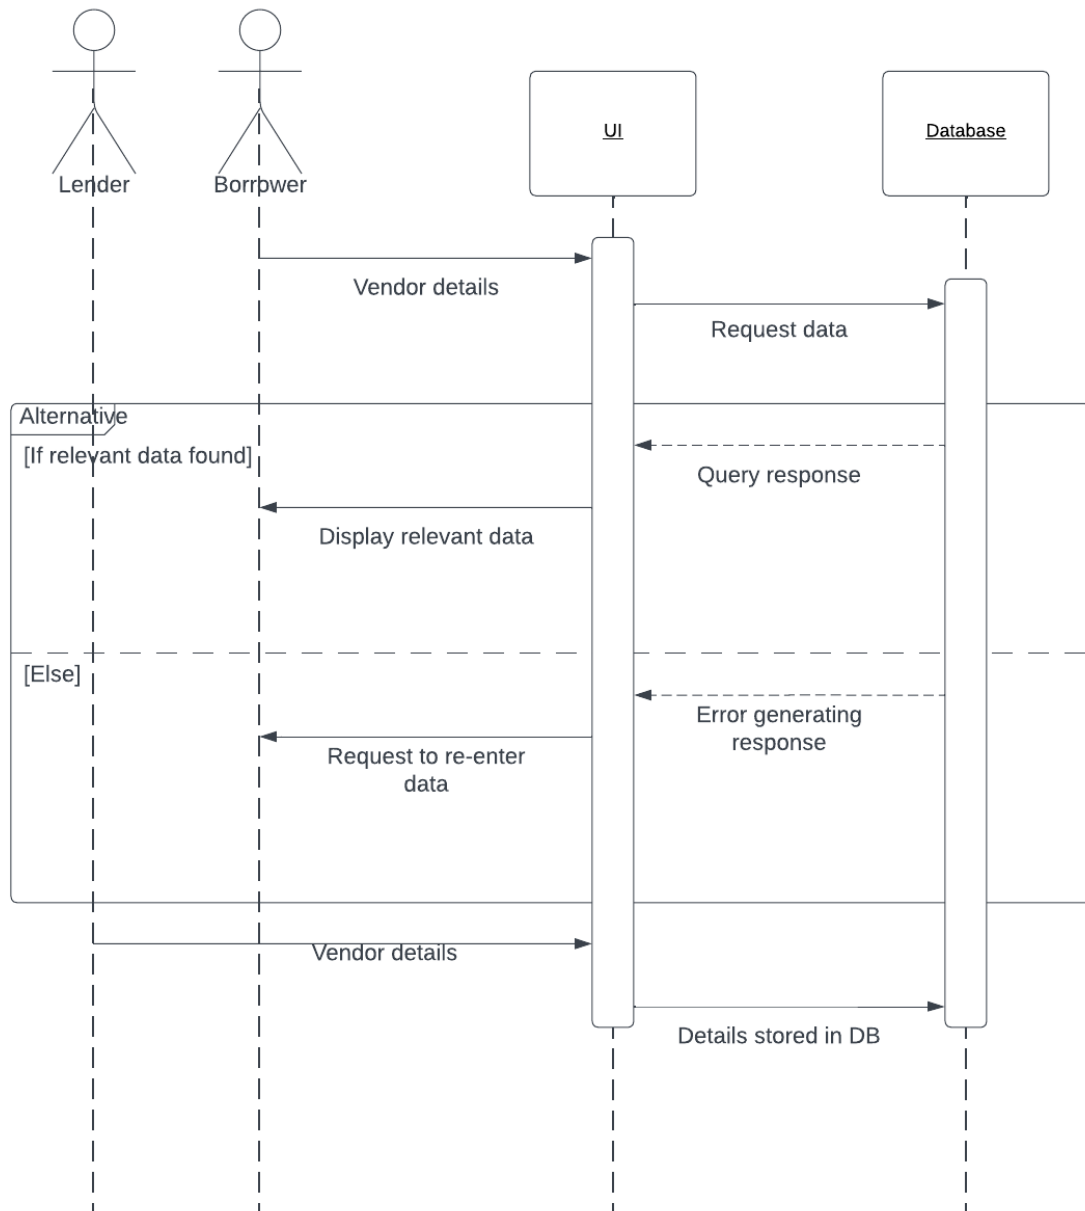 UI
Database
Lender
Borrower
Vendor details
Request data
Alternative
[If relevant data found]
Query response
Display relevant data
[Else]
Error generating
response
Request to re-enter
data
Vendor details
Details stored in DB